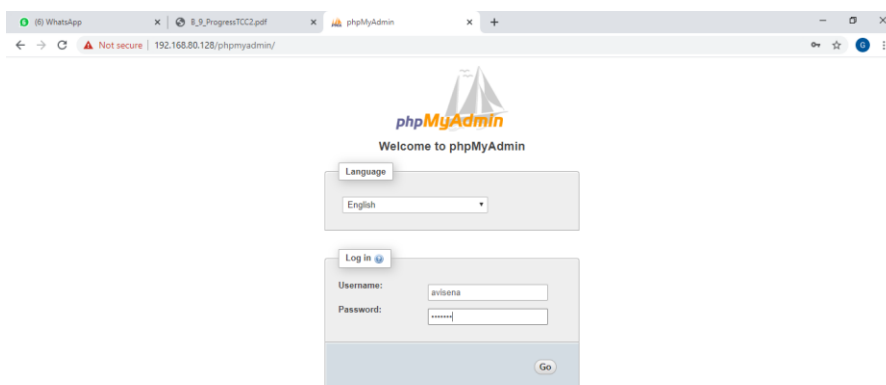 (6) WhatsApp
8_9_ProgressTCC2.pdf
phpMyAdmin
Not secure | 192.168.80.128/phpmyadmin/
G
phpMyAdmin
Welcome to phpMyAdmin
Language
English
Log in
Username:
avisena
Password:
•••••••
Go